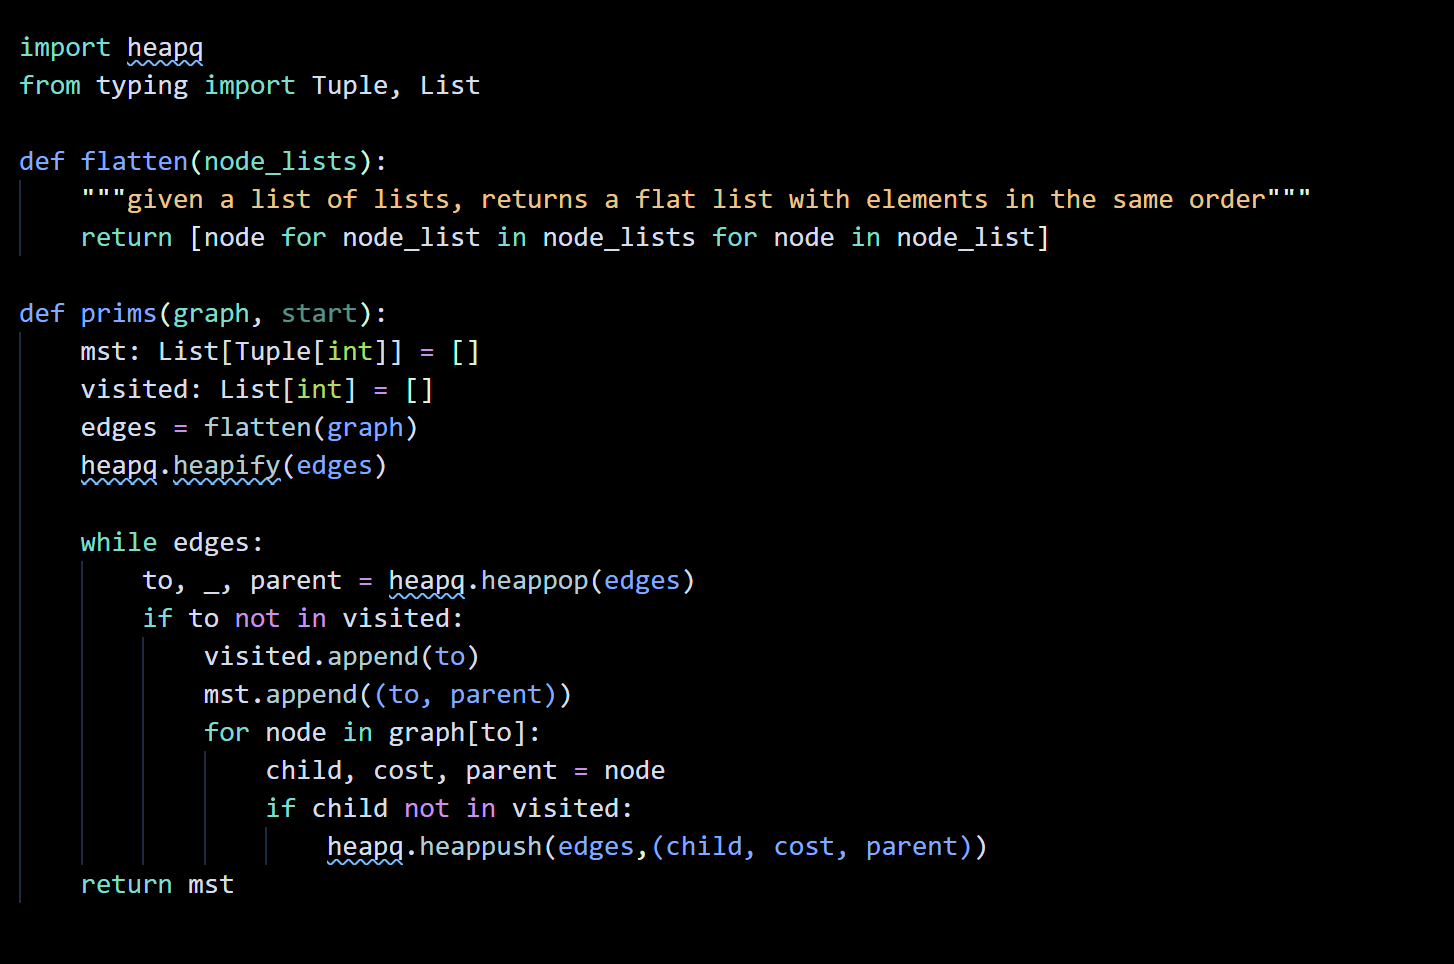 import heapq
from typing import Tuple, List
def flatten(node_lists):
"""given a list of lists, returns a flat list with elements in the same order"""
return [node for node_list in node_lists for node in node_list]
def prims(graph, start):
mst: List[Tuple[int]] = []
visited: List[int] = []
edges = flatten(graph)
heapq.heapify(edges)
while edges:
to, _, parent = heapq.heappop(edges)
if to not in visited:
visited.append(to)
mst.append((to, parent))
for node in graph[to]:
child, cost, parent = node
if child not in visited:
heapq.heappush(edges,(child, cost, parent))
return mst